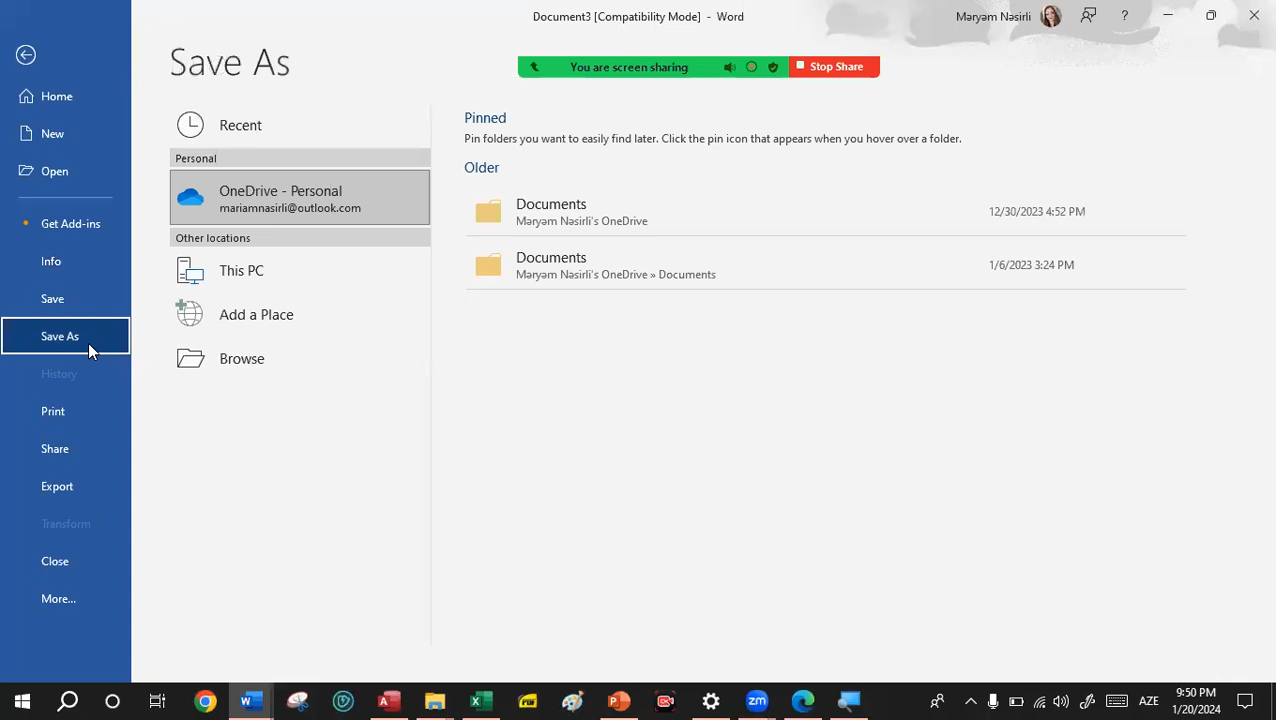 Document3 [Compatibility Mode] - Word
Məryəm Nəsirli
?
Save As
You are screen sharing
Stop Share
Home
New
Open
Get Add-ins
Info
Save
Save As
History
Print
Share
Export
Transform
Close
More...
Recent
Personal
OneDrive - Personal
mariamnasirli@outlook.com
Other locations
This PC
Add a Place
Browse
Pinned
Pin folders you want to easily find later. Click the pin icon that appears when you hover over a folder.
Older
Documents
Məryəm Nəsirli's OneDrive
12/30/2023 4:52 PM
Documents
Məryəm Nəsirli's OneDrive » Documents
1/6/2023 3:24 PM
AZE
9:50 PM
1/20/2024